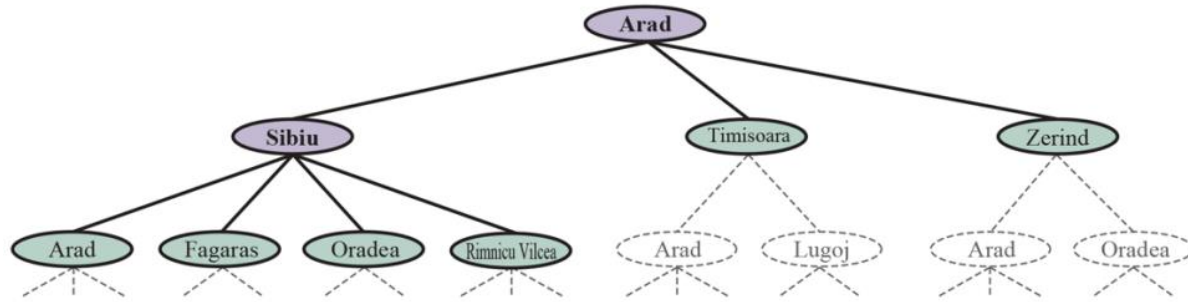 Arad
Sibiu
Timisoara
Zerind
Arad
Fagaras
Oradea
Rimnicu Vilcea
Arad
Lugoj
Arad
Oradea